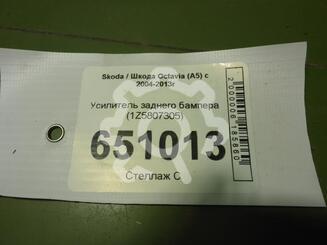 Skoda / Шкода Octavia (A5) с
2004-2013г
Усилитель заднего бампера
(1Z5807305)
651013
Стеллаж С
2000006185860